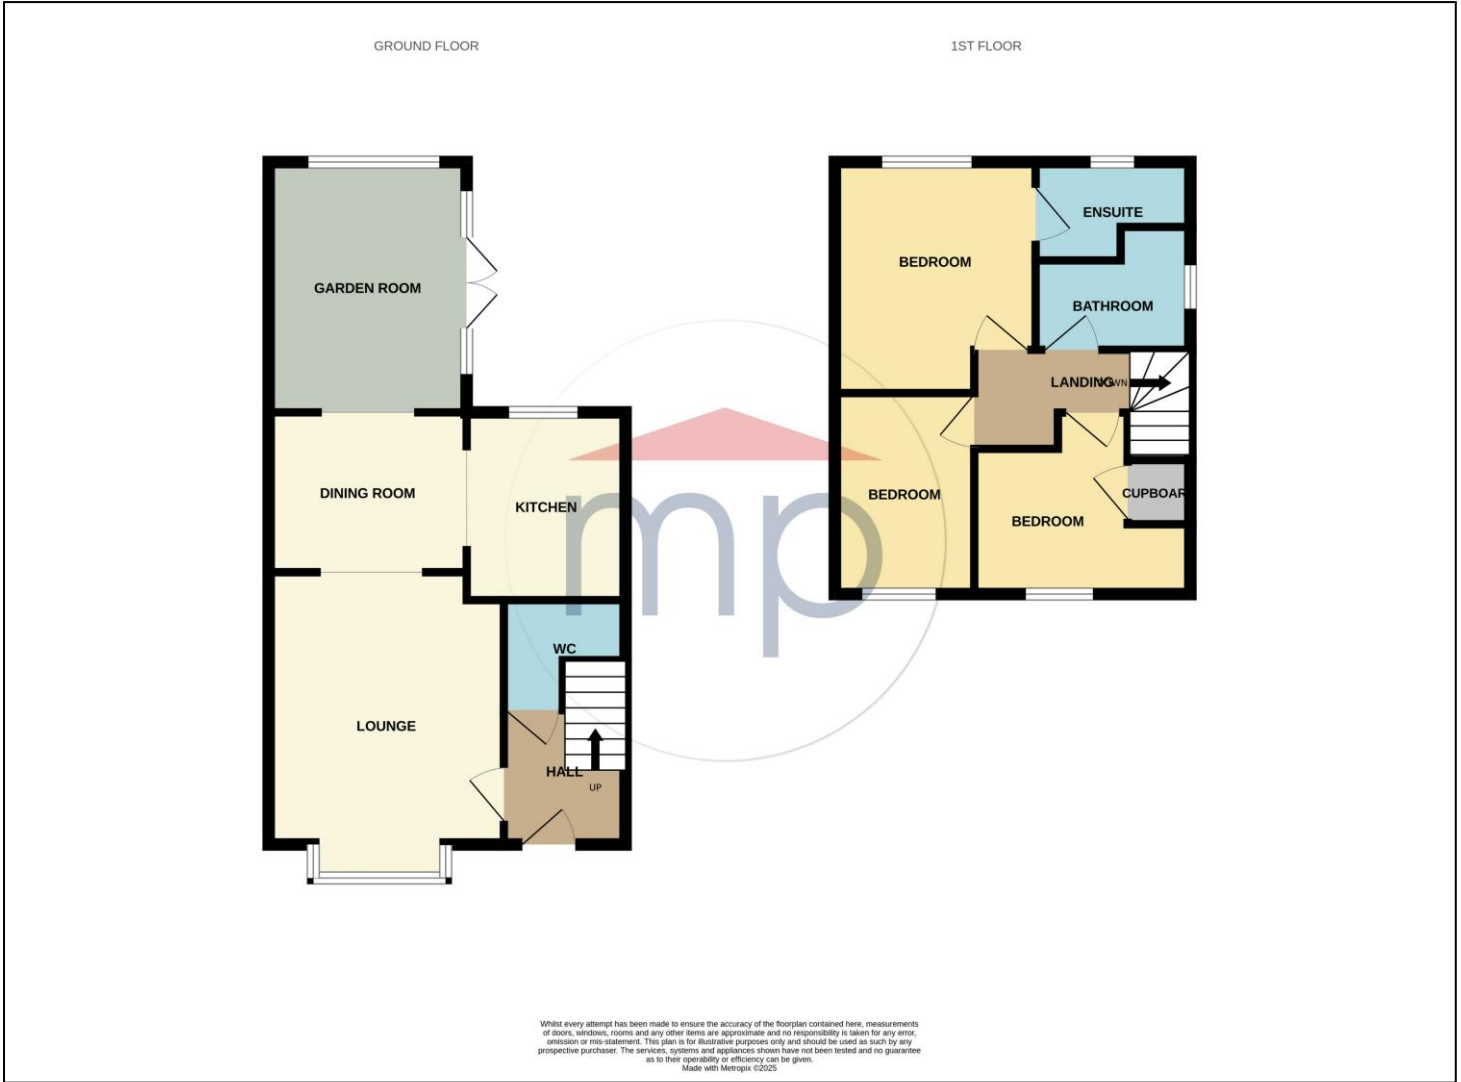 GROUND FLOOR
1ST FLOOR
GARDEN ROOM
DINING ROOM
KITCHEN
LOUNGE
WC
HALL
UP
BEDROOM
ENSUITE
BATHROOM
LANDING
BEDROOM
BEDROOM
CUPBOAR
mp
Whilst every attempt has been made to ensure the accuracy of the floorplan contained here, measurements
of doors, windows, rooms and any other items are approximate and no responsibility is taken for any error,
omission or mis-statement. This plan is for illustrative purposes only and should be used as such by any
prospective purchaser. The services, systems and appliances shown have not been tested and no guarantee
as to their operability or efficiency can be given.
Made with Metropix ©2025